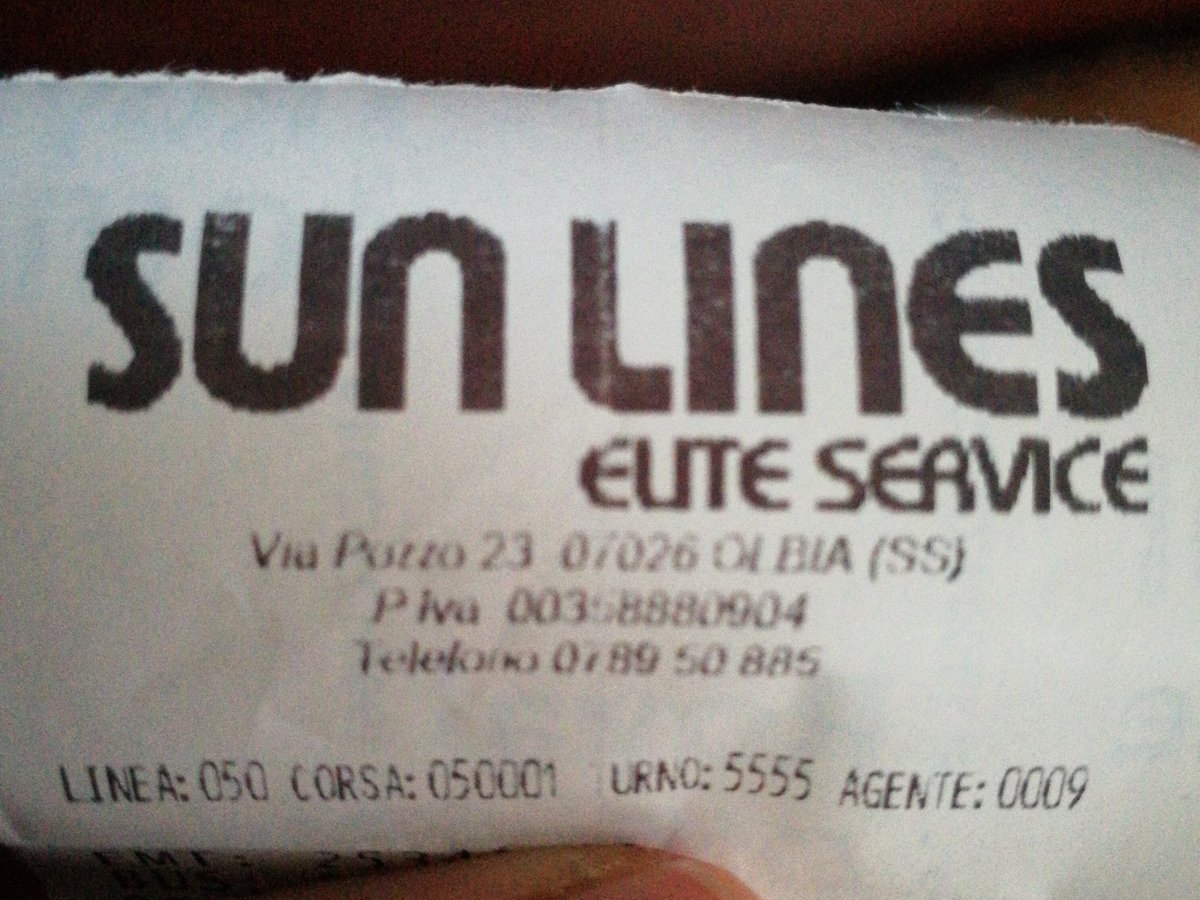 SUN LINES
ELITE SERVICE
Via Pozzo 23 07026 OLBIA (SS)
P.iva 00358880904
Telefono 0789 50 885
LINEA: 050 CORSA: 050001 URNO: 5555 AGENTE: 0009
BUS: